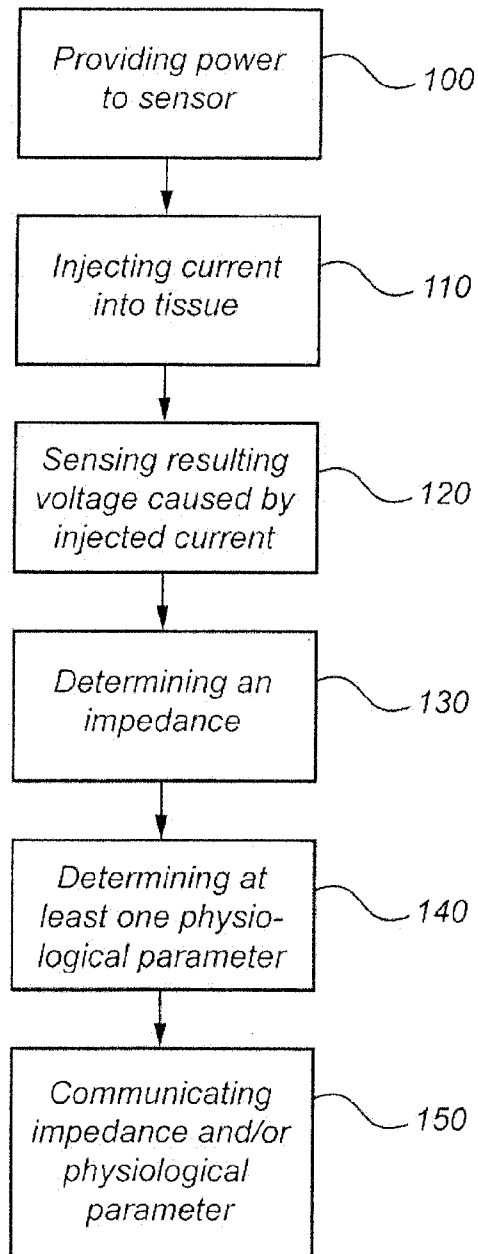 Providing power
to sensor
100
Injecting current
into tissue
110
Sensing resulting
voltage caused by
injected current
120
Determining an
impedance
130
Determining at
least one physio-
logical parameter
140
Communicating
impedance and/or
physiological
parameter
150